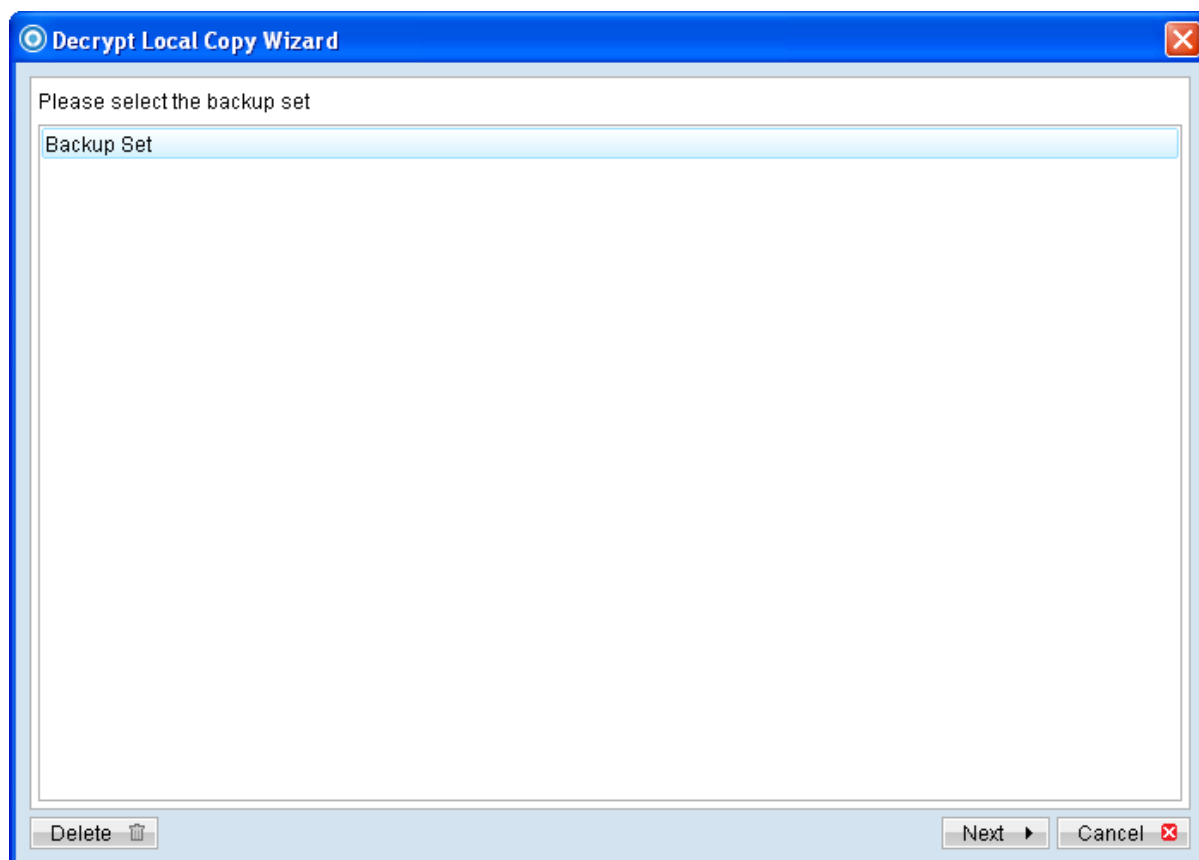 Decrypt Local Copy Wizard
Please select the backup set
Backup Set
Delete
Next
Cancel